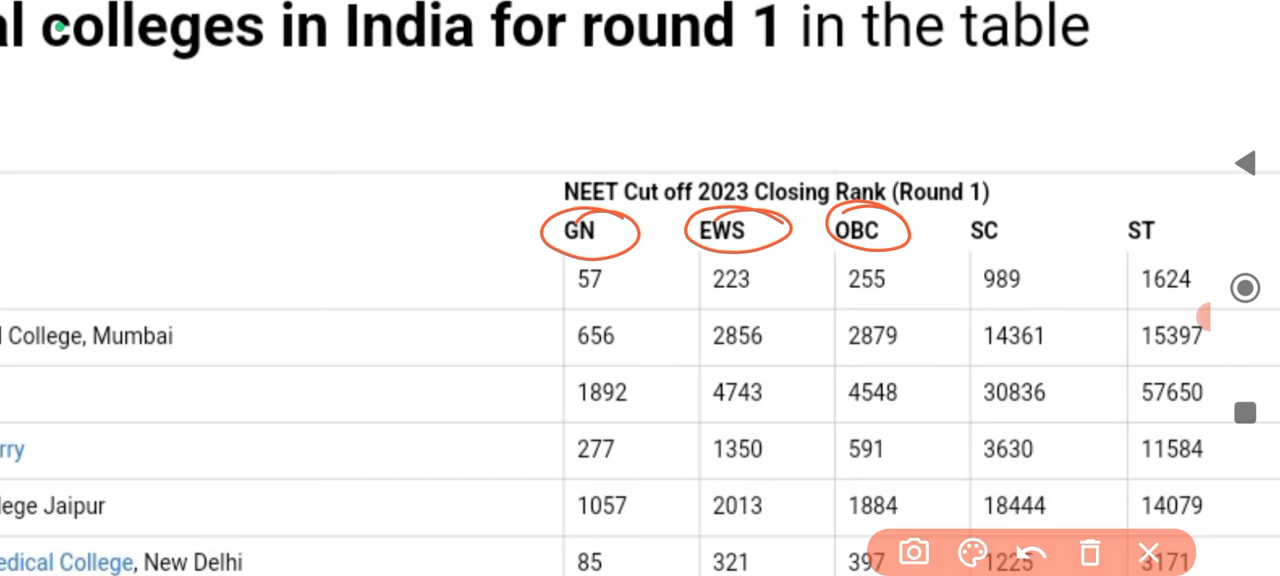 al colleges in India for round 1 in the table
NEET Cut off 2023 Closing Rank (Round 1)
GN EWS OBC SC ST
57 223 255 989 1624
l College, Mumbai 656 2856 2879 14361 15397
1892 4743 4548 30836 57650
rry 277 1350 591 3630 11584
lege Jaipur 1057 2013 1884 18444 14079
edical College, New Delhi 85 321 397 1225 3171